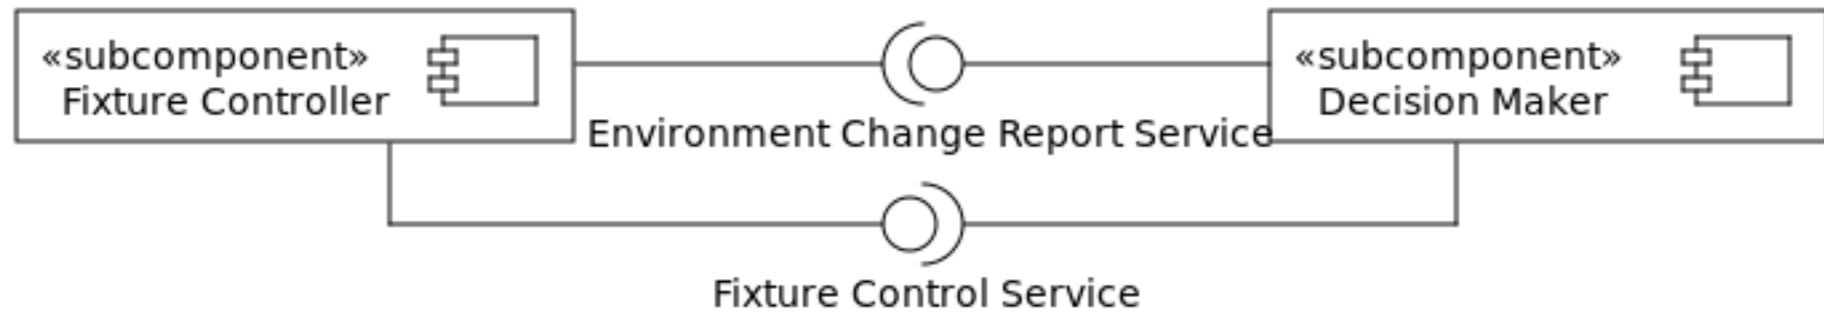 «subcomponent»
Fixture Controller
Environment Change Report Service
«subcomponent»
Decision Maker
Fixture Control Service